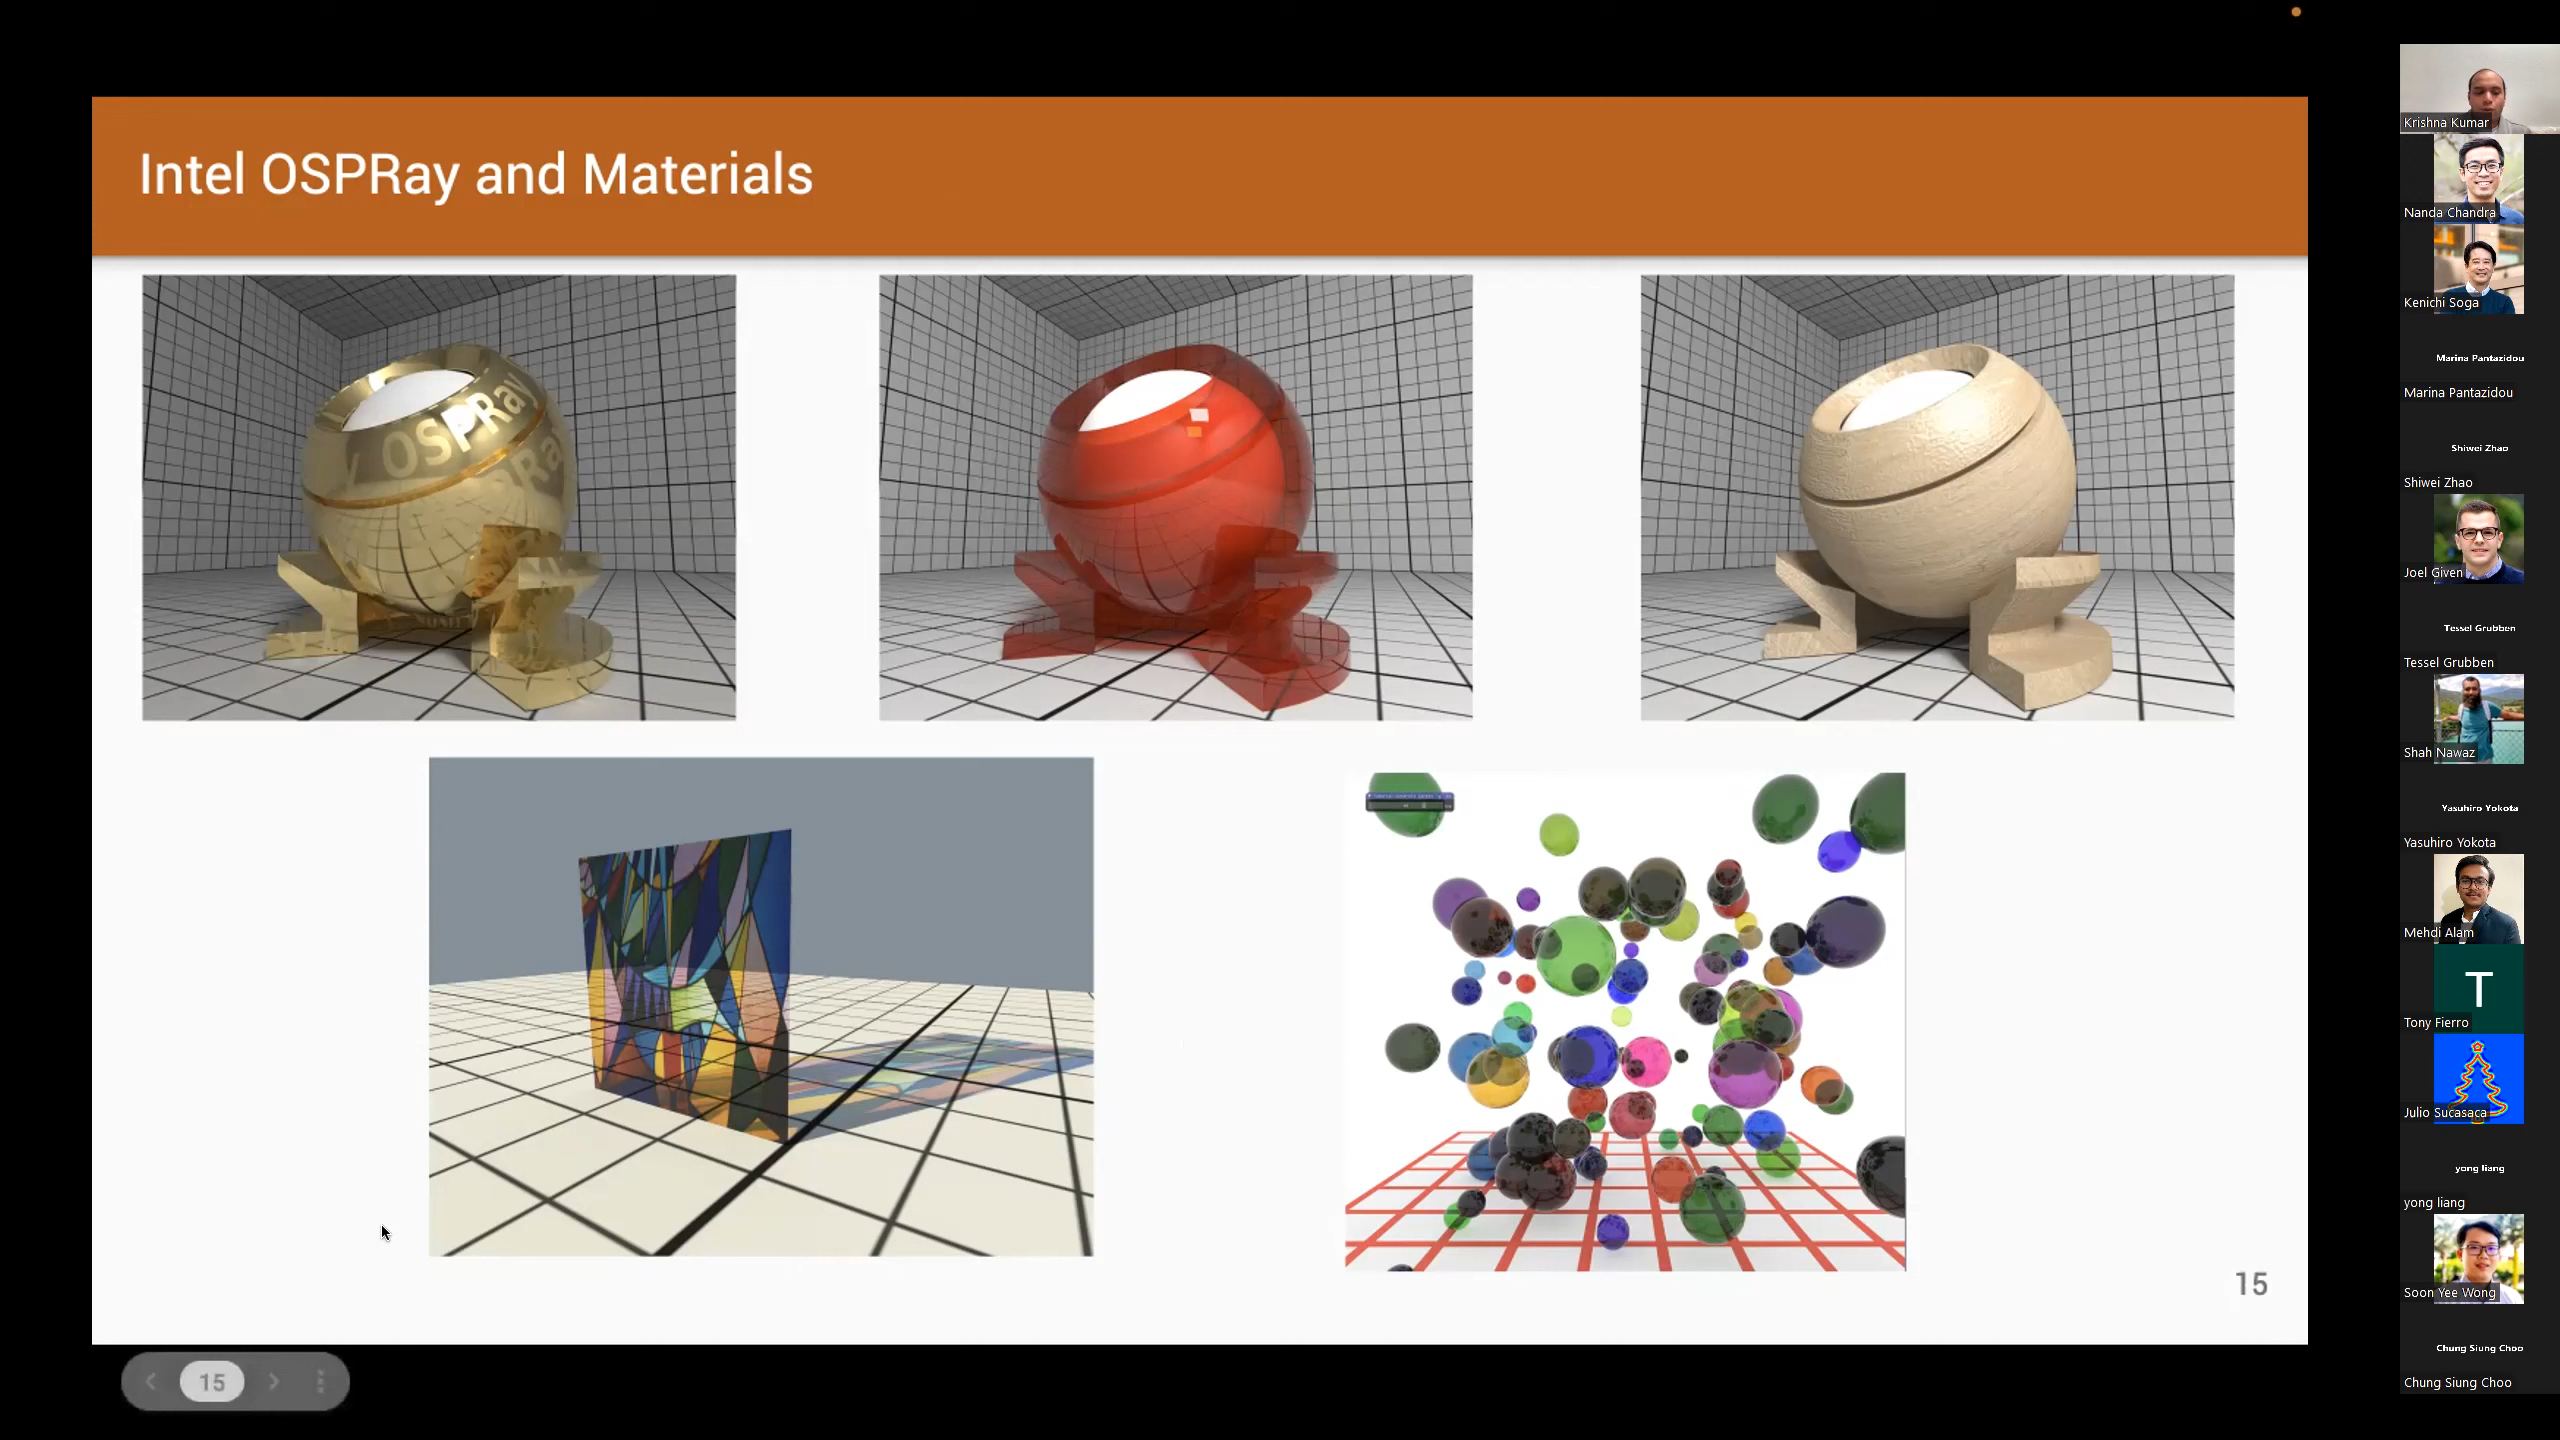 Intel OSPRay and Materials
OSPRay
15
15
Krishna Kumar
Nanda Chandra
Kenichi Soga
Marina Pantazidou
Marina Pantazidou
Shiwei Zhao
Shiwei Zhao
Joel Given
Tessel Grubben
Tessel Grubben
Shah Nawaz
Yasuhiro Yokota
Yasuhiro Yokota
Mehdi Alam
T
Tony Fierro
Julio Sucasaca
yong liang
yong liang
Soon Yee Wong
Chung Siung Choo
Chung Siung Choo